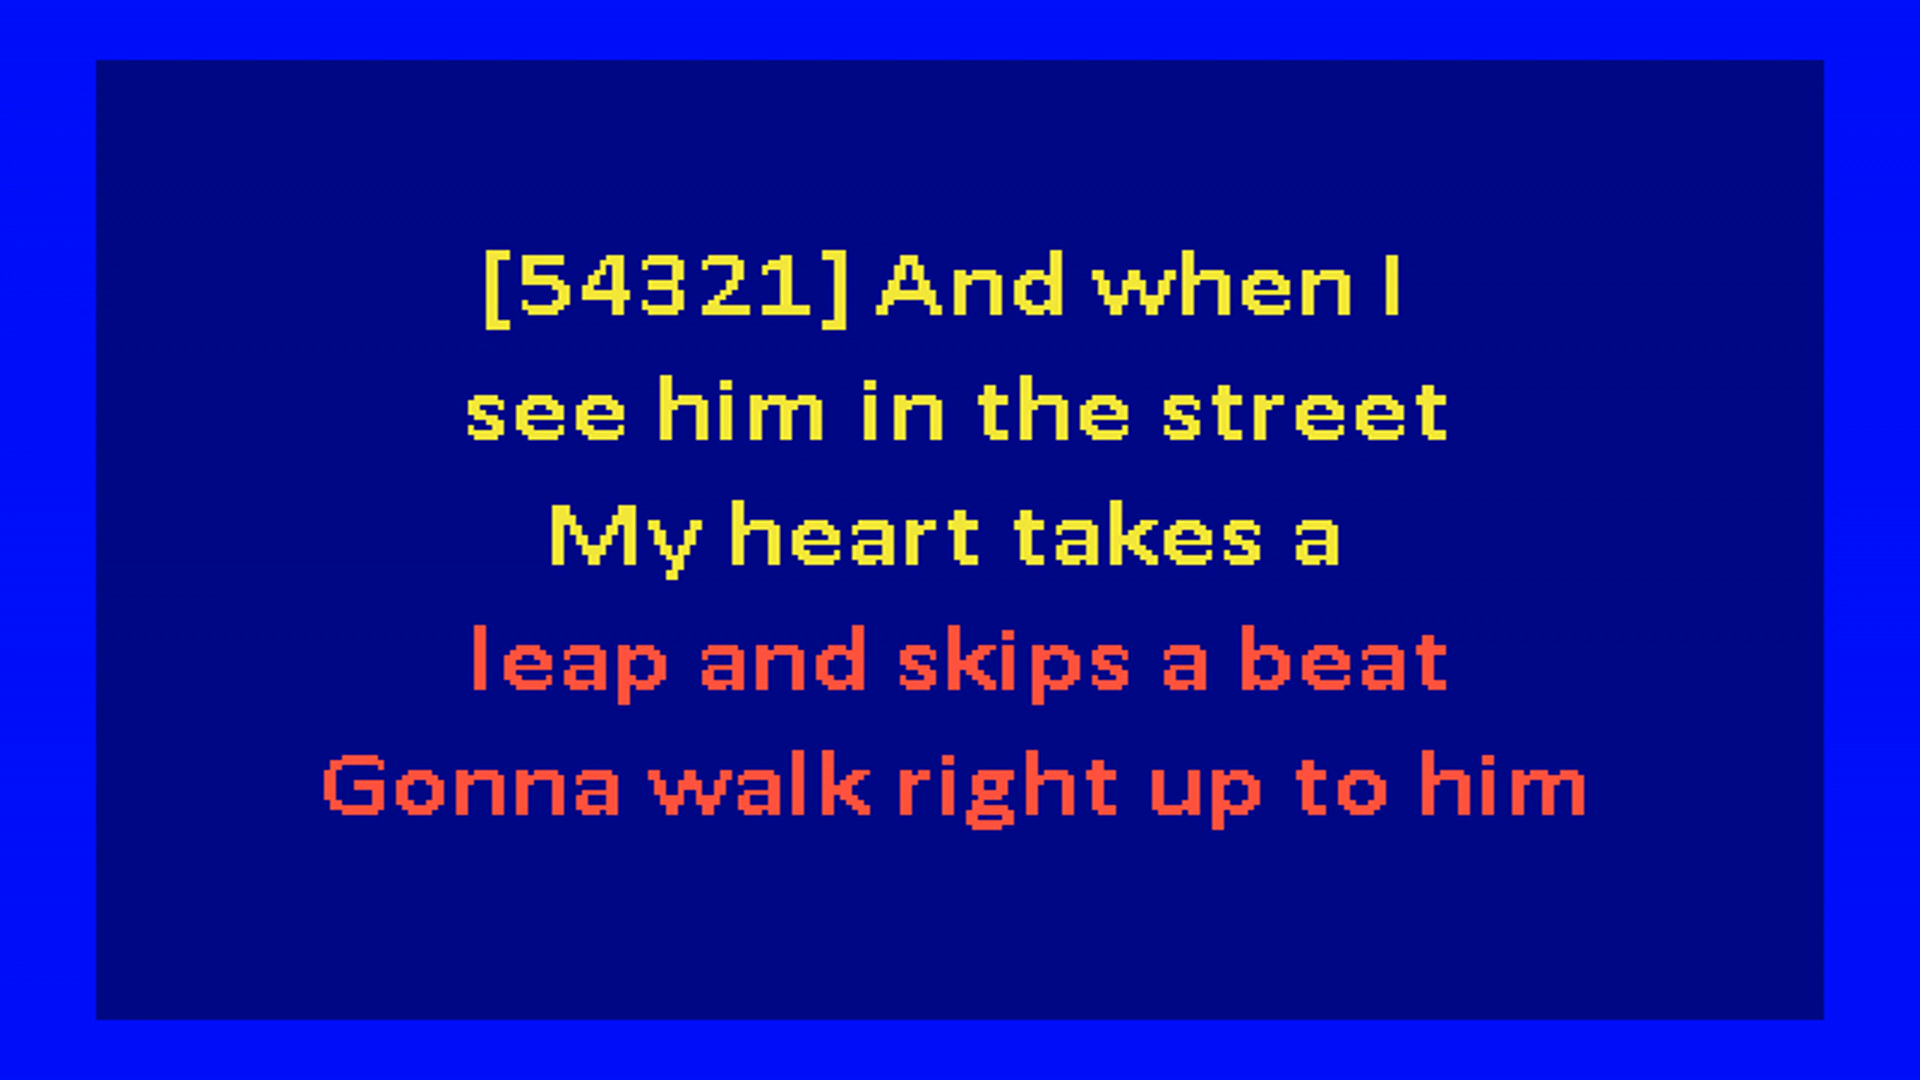 [54321] And when I
see him in the street
My heart takes a
leap and skips a beat
Gonna walk right up to him